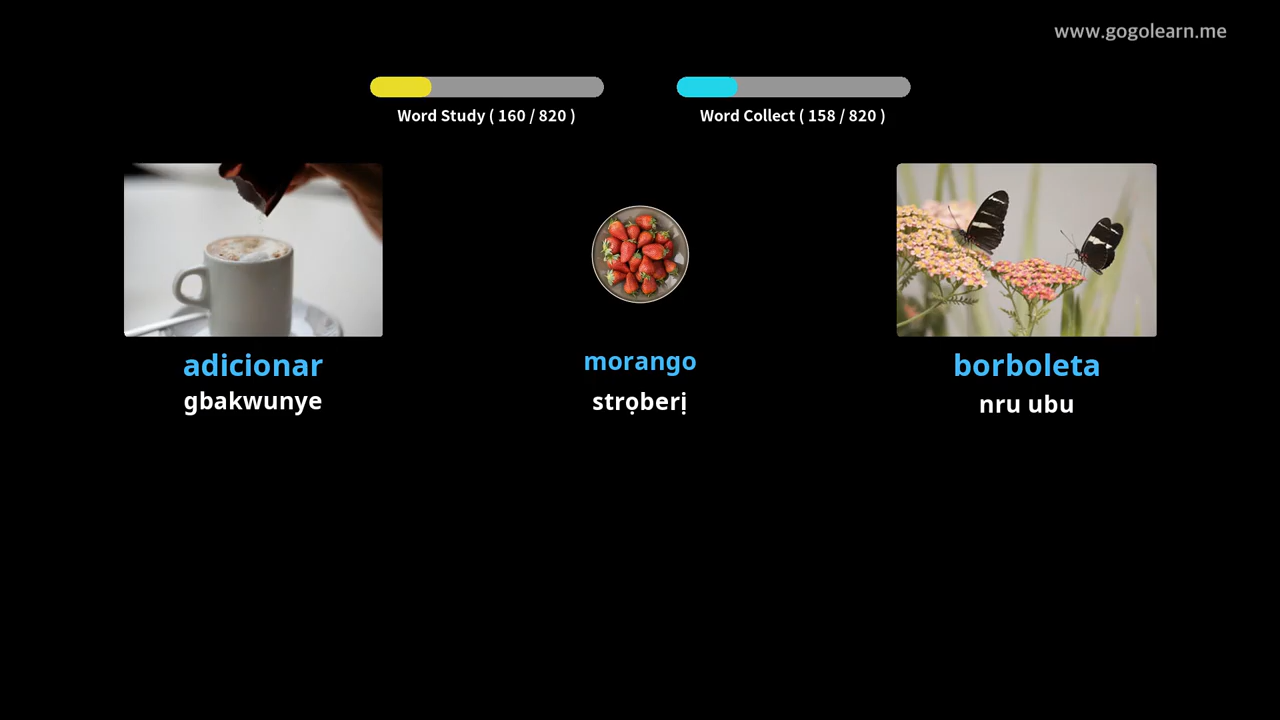 www.gogolearn.me
Word Study ( 160 / 820 )
Word Collect ( 158 / 820 )
adicionar
gbakwunye
morango
strọberị
borboleta
nru ubu